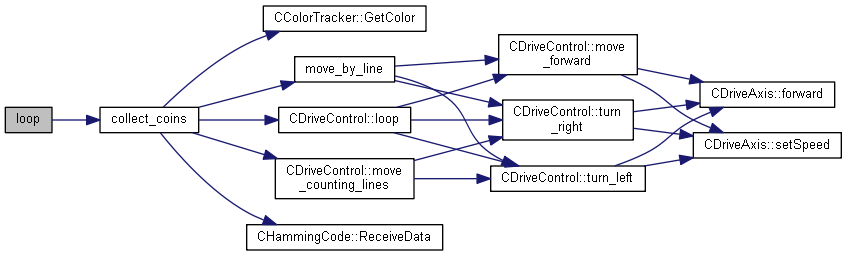 loop
collect_coins
CColorTracker::GetColor
move_by_line
CDriveControl::loop
CDriveControl::move
_counting_lines
CHammingCode::ReceiveData
CDriveControl::move
_forward
CDriveControl::turn
_right
CDriveControl::turn_left
CDriveAxis::forward
CDriveAxis::setSpeed